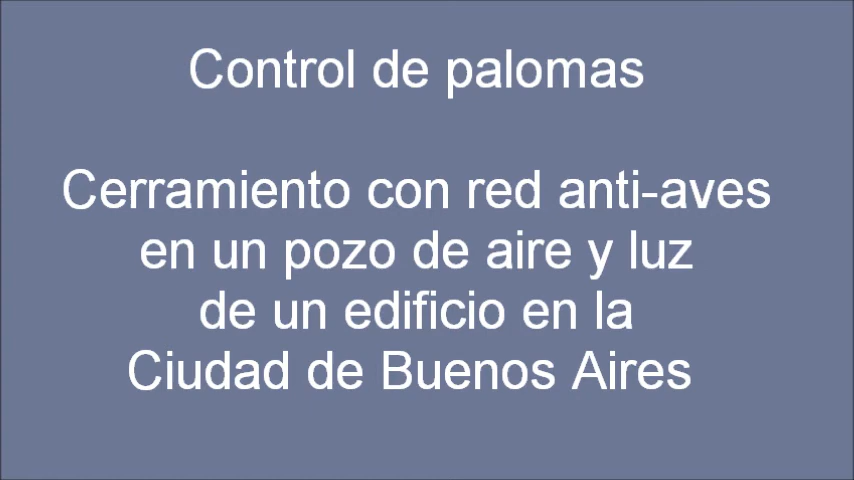 Control de palomas
Cerramiento con red anti-aves
en un pozo de aire y luz
de un edificio en la
Ciudad de Buenos Aires